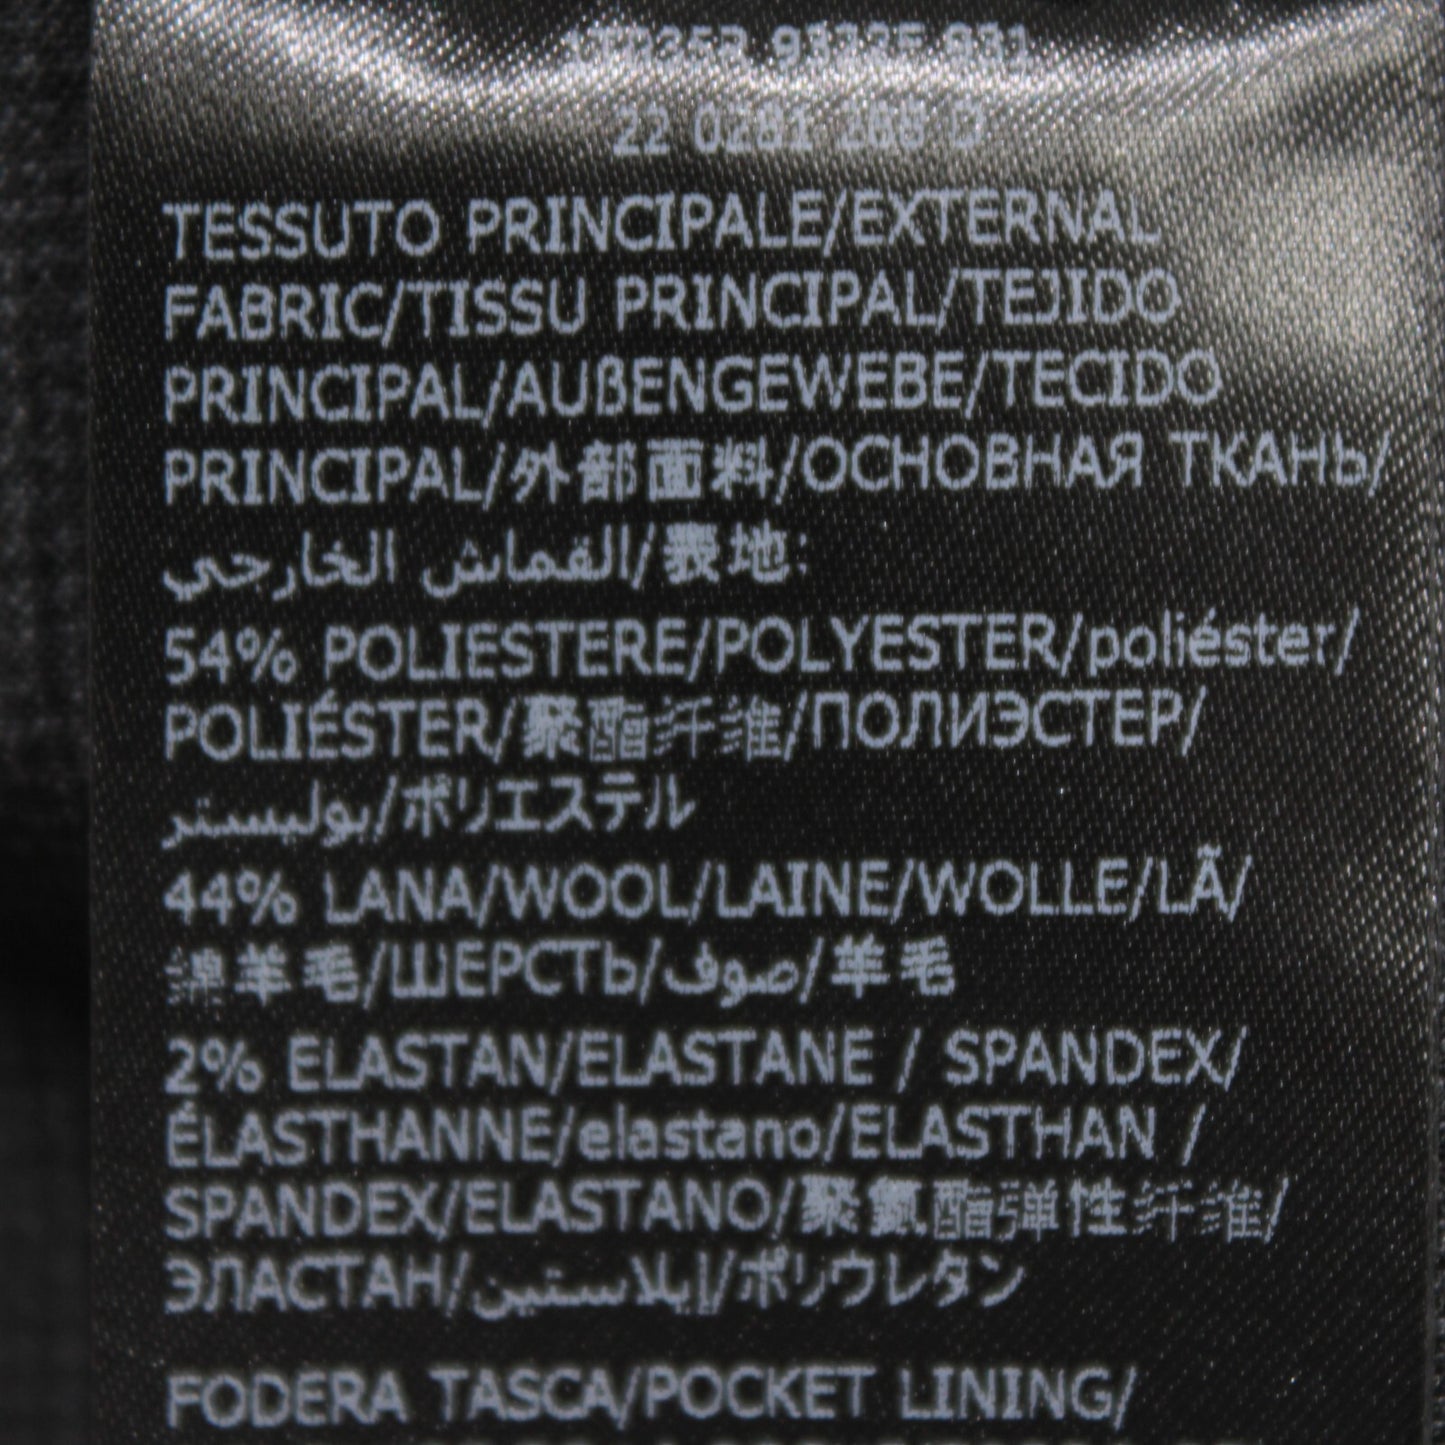 22 0281 288 D
TESSUTO PRINCIPALE/EXTERNAL
FABRIC/TISSU PRINCIPAL/TEJIDO
PRINCIPAL/AUßENGEWEBE/TECIDO
PRINCIPAL/外部面料/ОСНОВНАЯ ТКАНЬ/
القماش الخارجي/表地:
54% POLIESTERE/POLYESTER/poliéster/
POLIÉSTER/聚酯纤维/ПОЛИЭСТЕР/
بوليستر/ポリエステル
44% LANA/WOOL/LAINE/WOLLE/LÃ/
绵羊毛/ШЕРСТЬ/صوف/羊毛
2% ELASTAN/ELASTANE / SPANDEX/
ÉLASTHANNE/elastano/ELASTHAN /
SPANDEX/ELASTANO/聚氨酯弹性纤维/
ЭЛАСТАН/إيلاستين/ポリウレタン
FODERA TASCA/POCKET LINING/